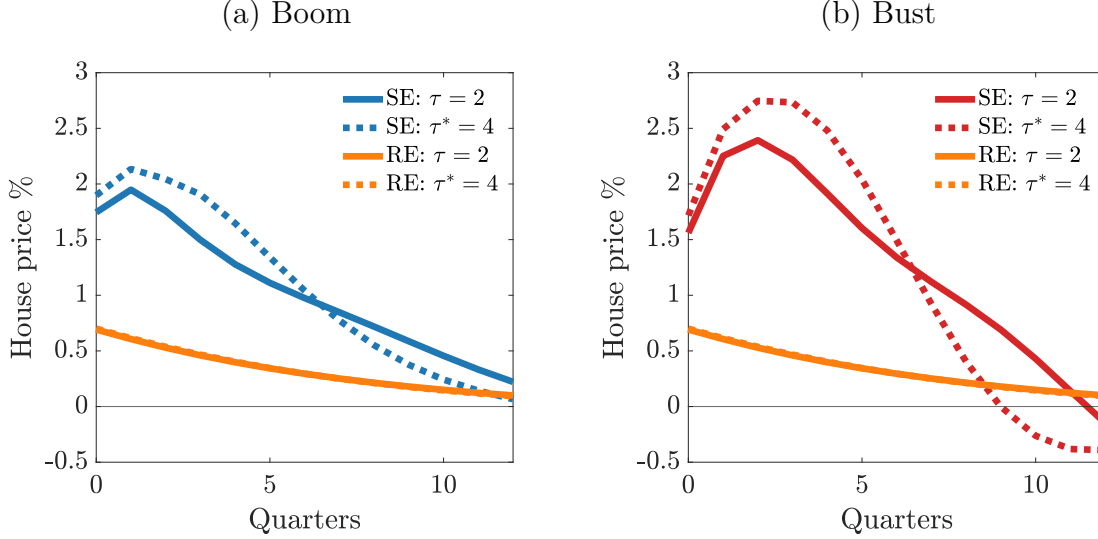 (a) Boom
3
2.5
2
1.5
1
0.5
0
-0.5
House price %
SE: τ = 2
SE: τ* = 4
RE: τ = 2
RE: τ* = 4
0
5
10
Quarters
(b) Bust
3
2.5
2
1.5
1
0.5
0
-0.5
House price %
SE: τ = 2
SE: τ* = 4
RE: τ = 2
RE: τ* = 4
0
5
10
Quarters